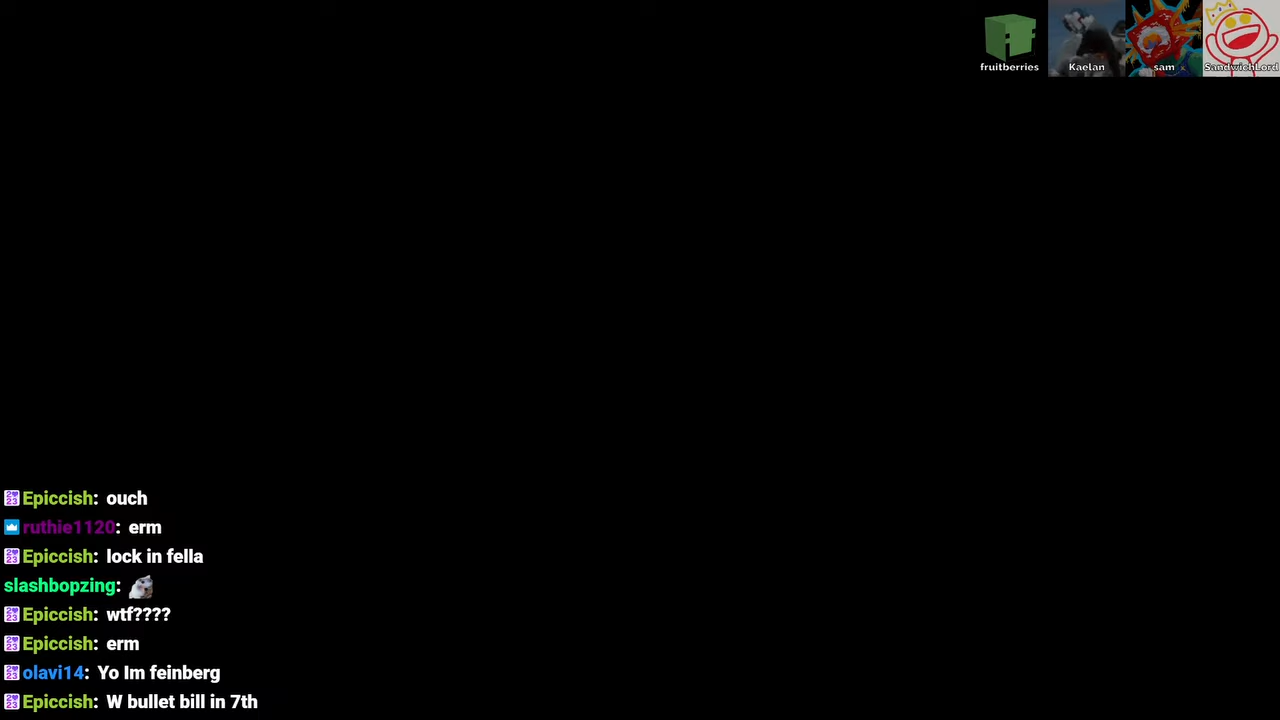 fruitberries
Kaelan
sam
SandwichLord
Epiccish: ouch
ruthie1120: erm
Epiccish: lock in fella
slashbopzing:
Epiccish: wtf????
Epiccish: erm
olavi14: Yo Im feinberg
Epiccish: W bullet bill in 7th